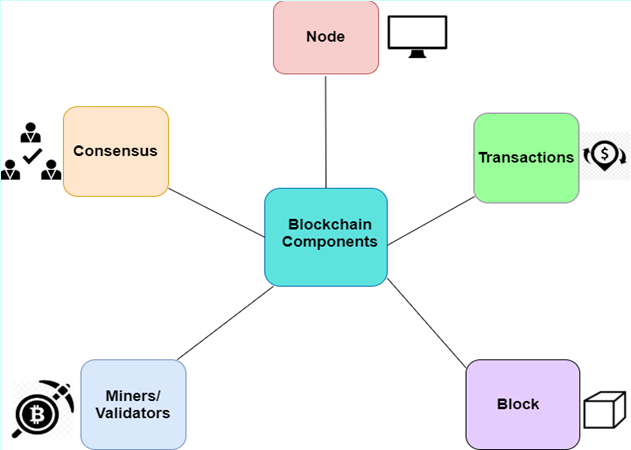 Node
Consensus
Transactions
Blockchain
Components
Miners/
Validators
Block